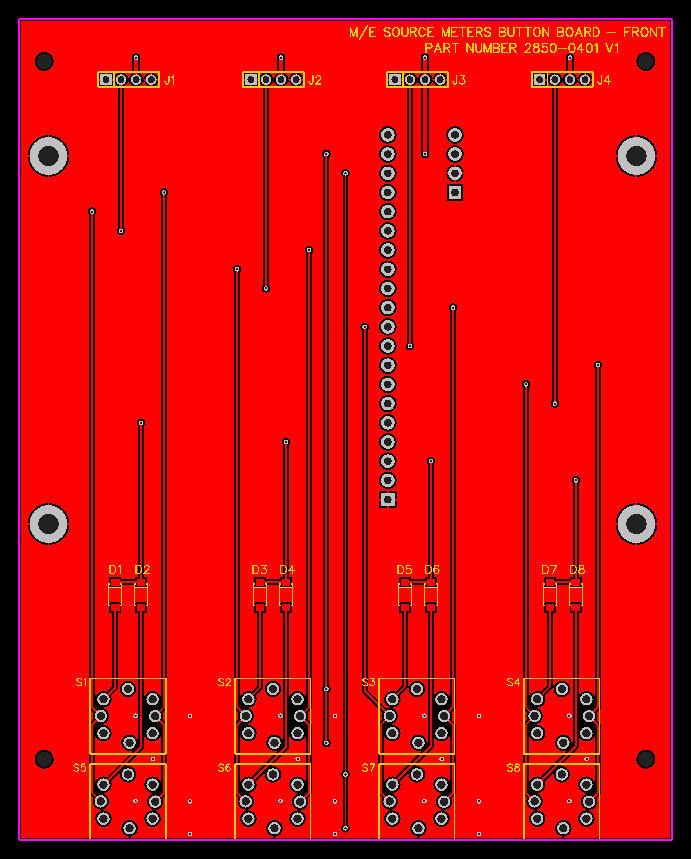 M/E SOURCE METERS BUTTON BOARD - FRONT
PART NUMBER 2850-0401 V1
J1 J2 J3 J4
D1 D2 D3 D4 D5 D6 D7 D8
S1 S2 S3 S4
S5 S6 S7 S8